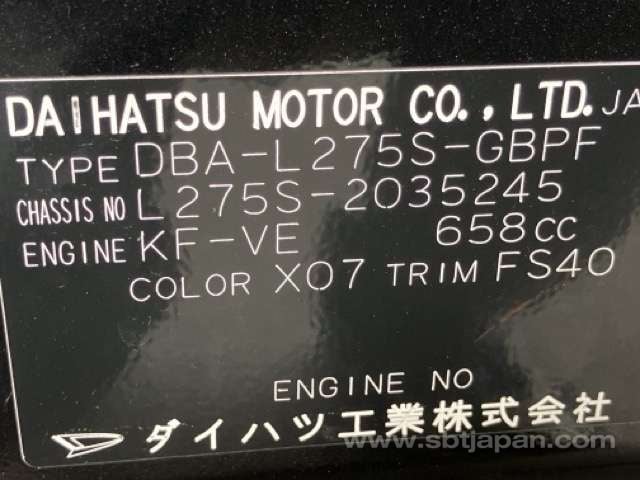 DAIHATSU MOTOR CO., LTD. JA
TYPE DBA-L275S-GBPF
CHASSIS NO L275S-2035245
ENGINE KF-VE 658cc
COLOR X07 TRIM FS40
ENGINE NO
ダイハツ工業株式会社
www.sbtjapan.com